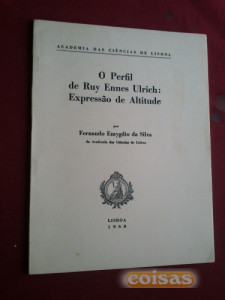 ACADEMIA DAS CIÊNCIAS DE LISBOA
O Perfil
de Ruy Ennes Ulrich:
Expressão de Altitude
por
Fernando Emygdio da Silva
da Academia das Ciências de Lisboa
LISBOA
1968
coisas